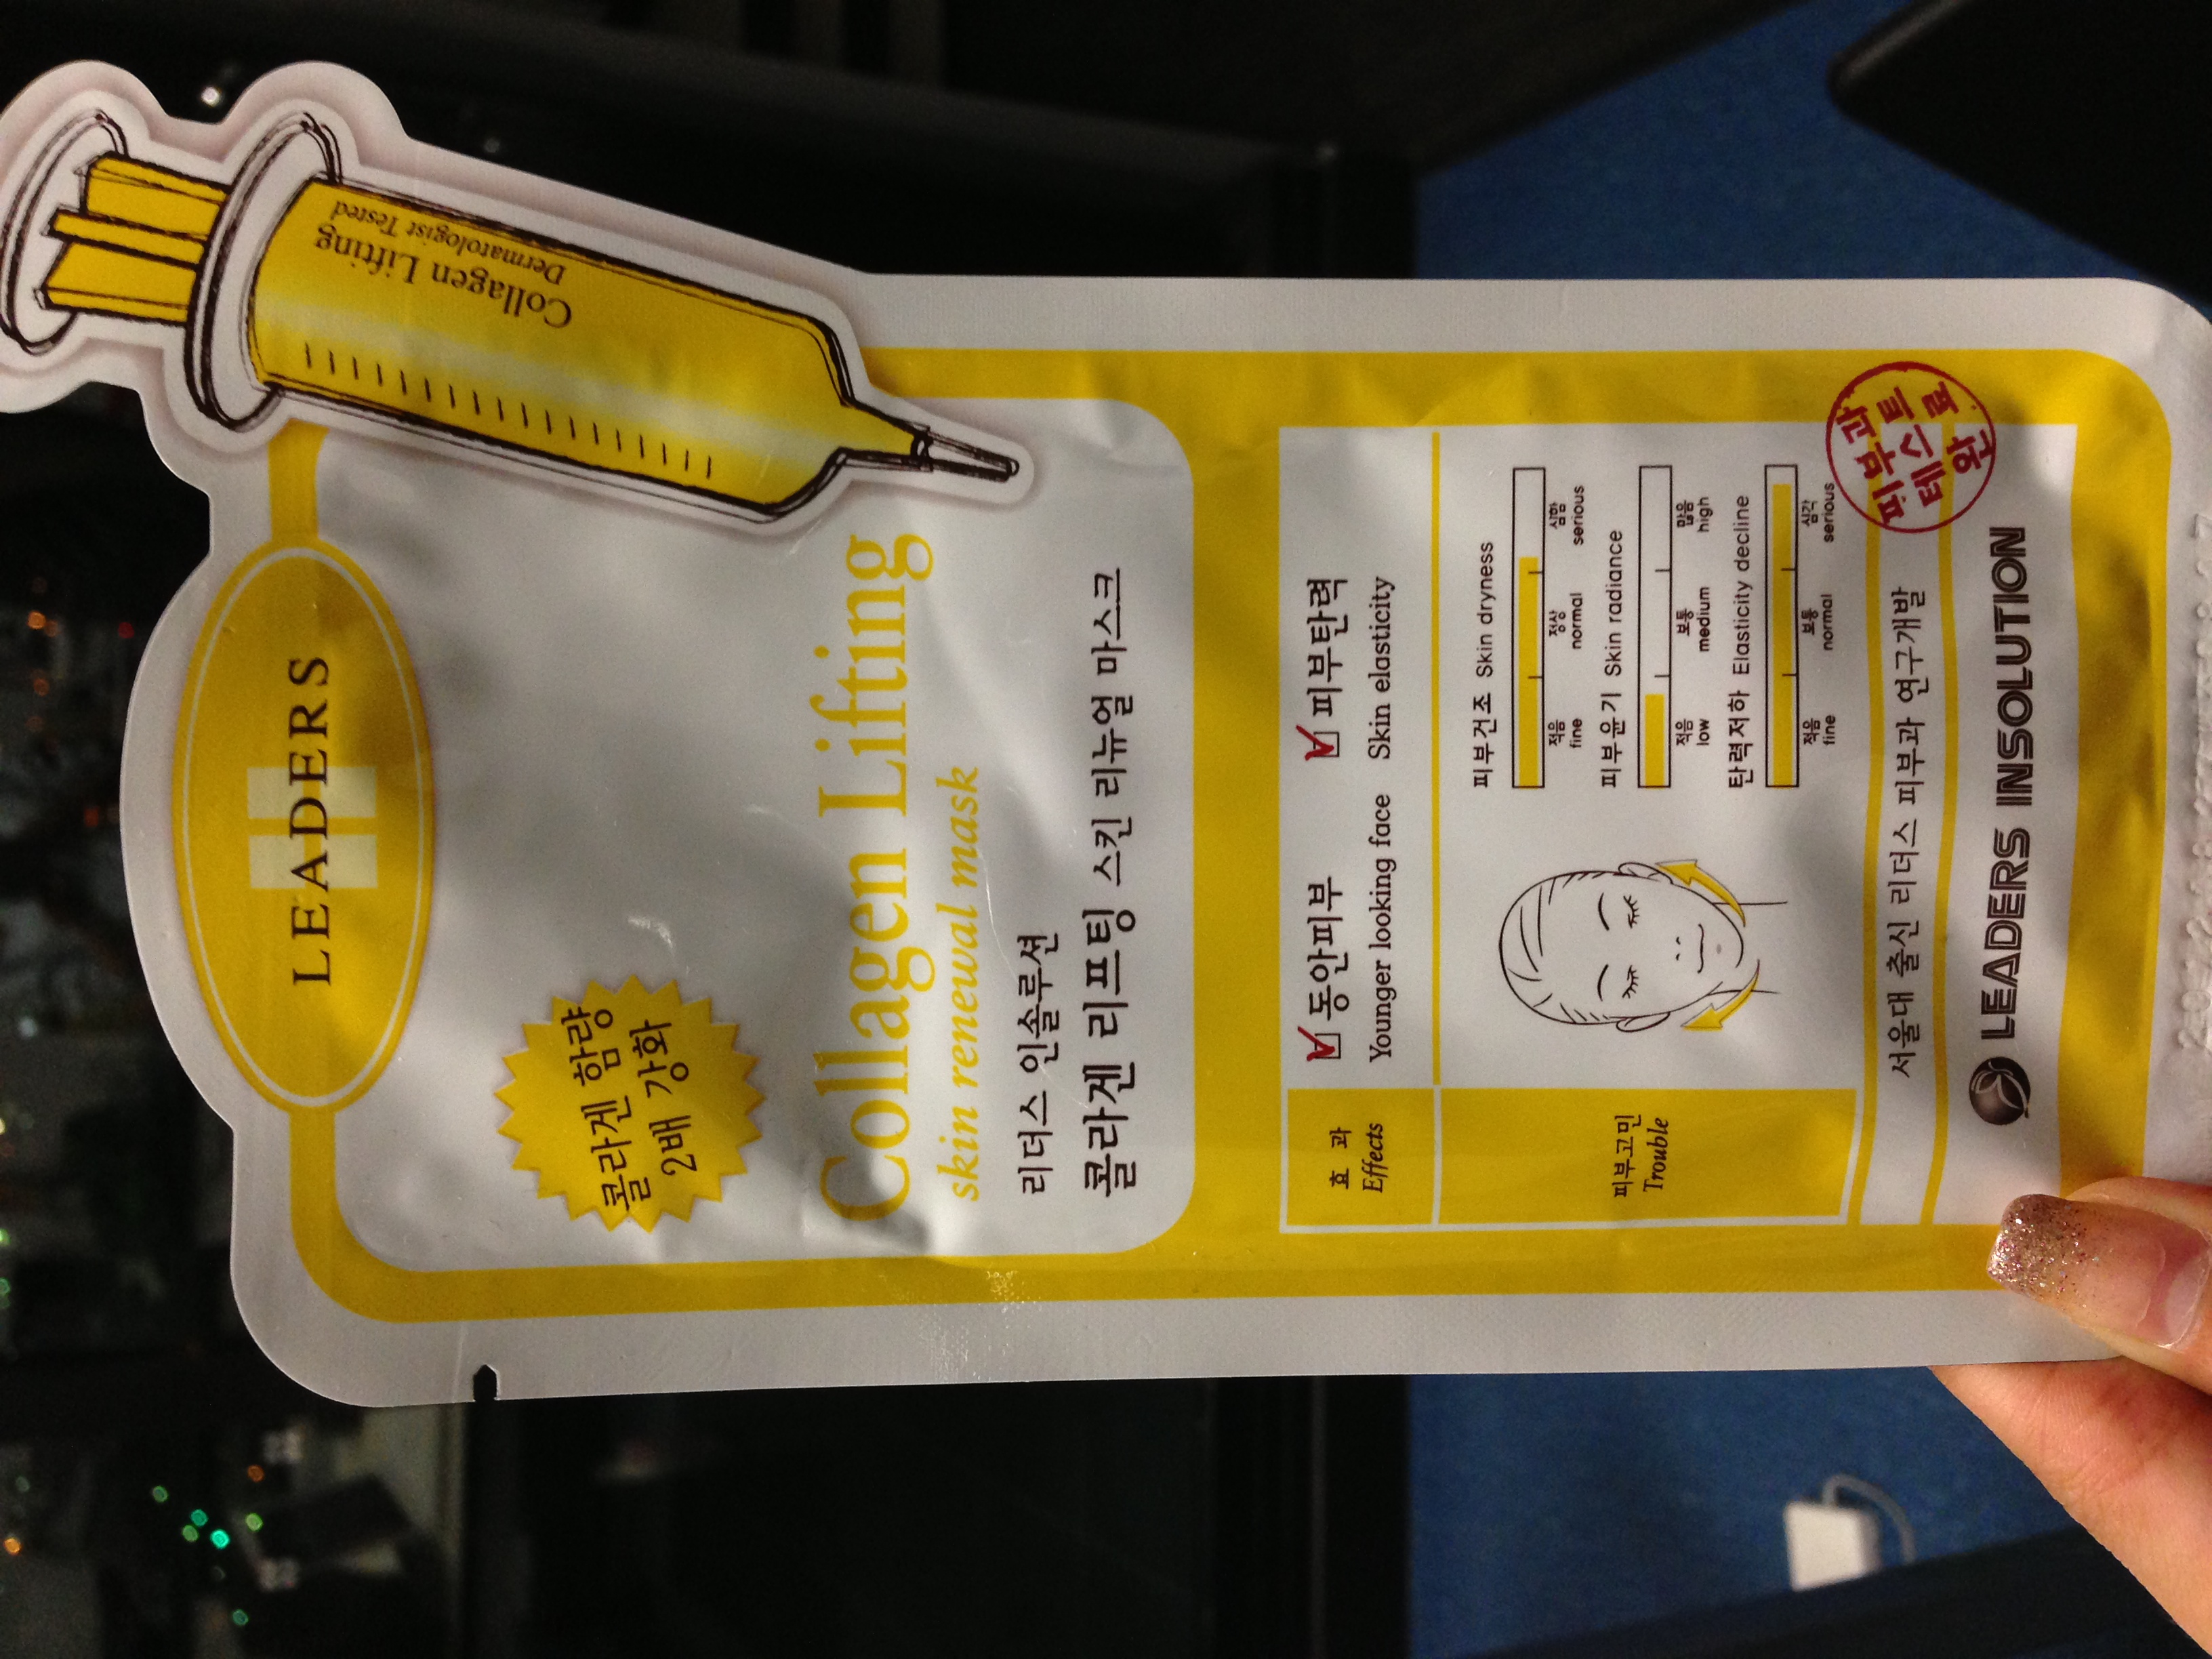 LEADERS
Collagen Lifting
Dermatologist Tested
콜라겐 함량
2배 강화
Collagen Lifting
skin renewal mask
리더스 인솔루션
콜라겐 리프팅 스킨 리뉴얼 마스크
효 과
Effects
동안피부
Younger looking face
피부탄력
Skin elasticity
피부고민
Trouble
피부건조 Skin dryness
적음 정상 심함
fine normal serious
피부윤기 Skin radiance
적음 보통 많음
low medium high
탄력저하 Elasticity decline
적음 보통 심각
fine normal serious
서울대 출신 리더스 피부과 연구개발
피부과
테스트
완료
LEADERS INSOLUTION